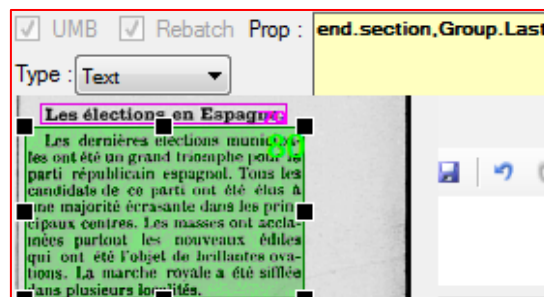 UMB Rebatch Prop : end.section,Group.Last
Type : Text
Les élections en Espagne
80
Les dernières élections municipa-
les ont été un grand triomphe pour le
parti républicain espagnol. Tous les
candidats de ce parti ont été élus à
une majorité écrasante dans les prin-
cipaux centres. Les masses ont accla-
mées partout les nouveaux édiles
qui ont été l'objet de brillantes ova-
tions. La marche royale a été sifflée
dans plusieurs localités.